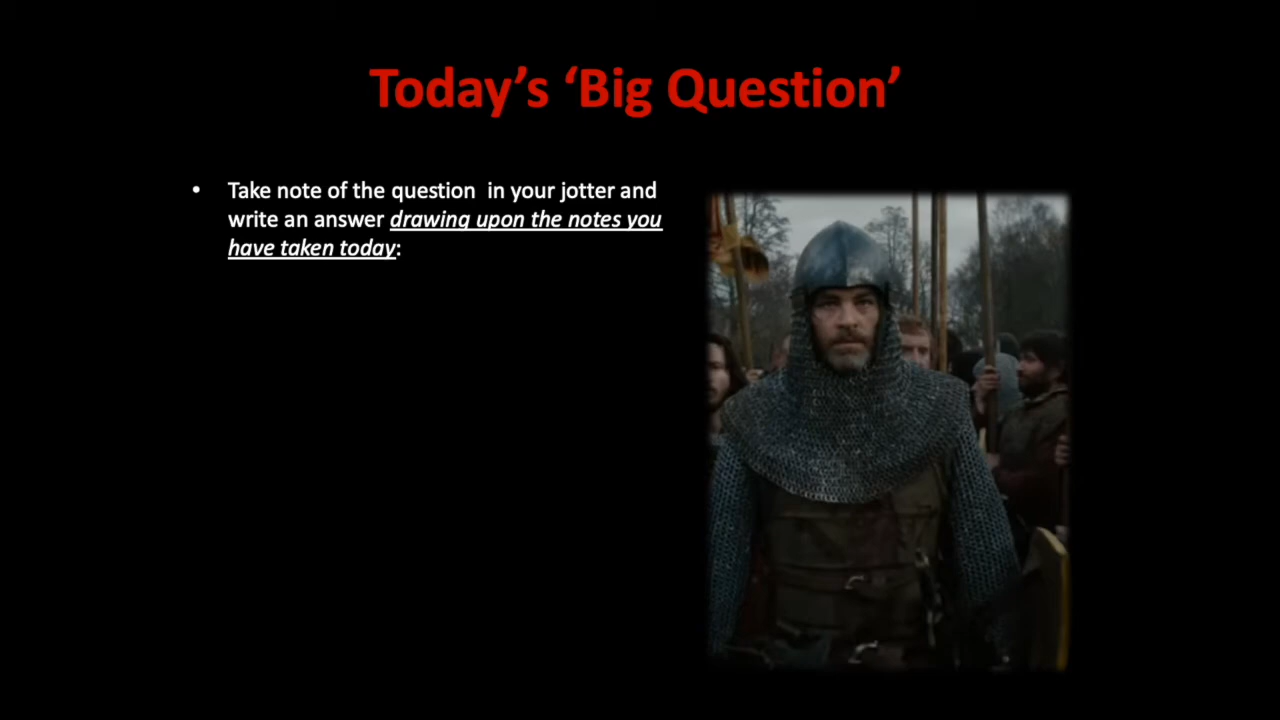 Today’s ‘Big Question’
• Take note of the question  in your jotter and
write an answer drawing upon the notes you
have taken today: